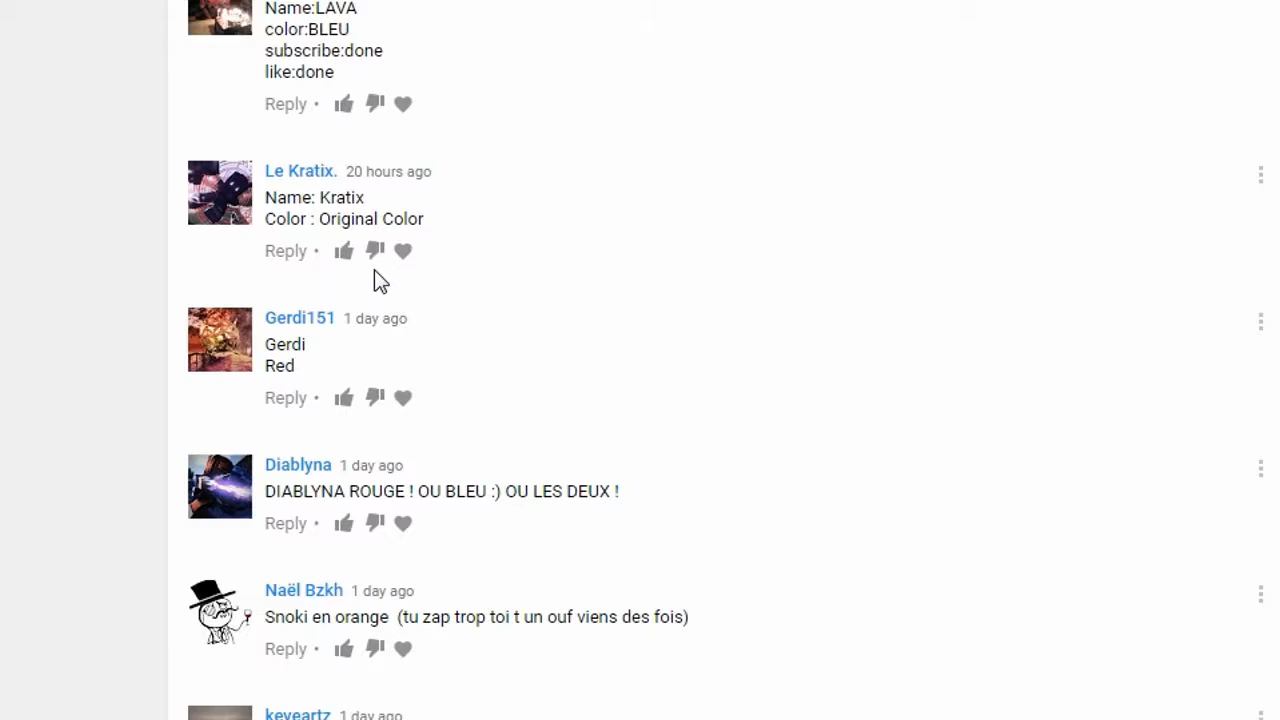 Name:LAVA
color:BLEU
subscribe:done
like:done
Reply •
Le Kratix. 20 hours ago
Name: Kratix
Color : Original Color
Reply •
Gerdi151 1 day ago
Gerdi
Red
Reply •
Diablyna 1 day ago
DIABLYNA ROUGE ! OU BLEU :) OU LES DEUX !
Reply •
Naël Bzkh 1 day ago
Snoki en orange  (tu zap trop toi t un ouf viens des fois)
Reply •
keyeartz 1 day ago